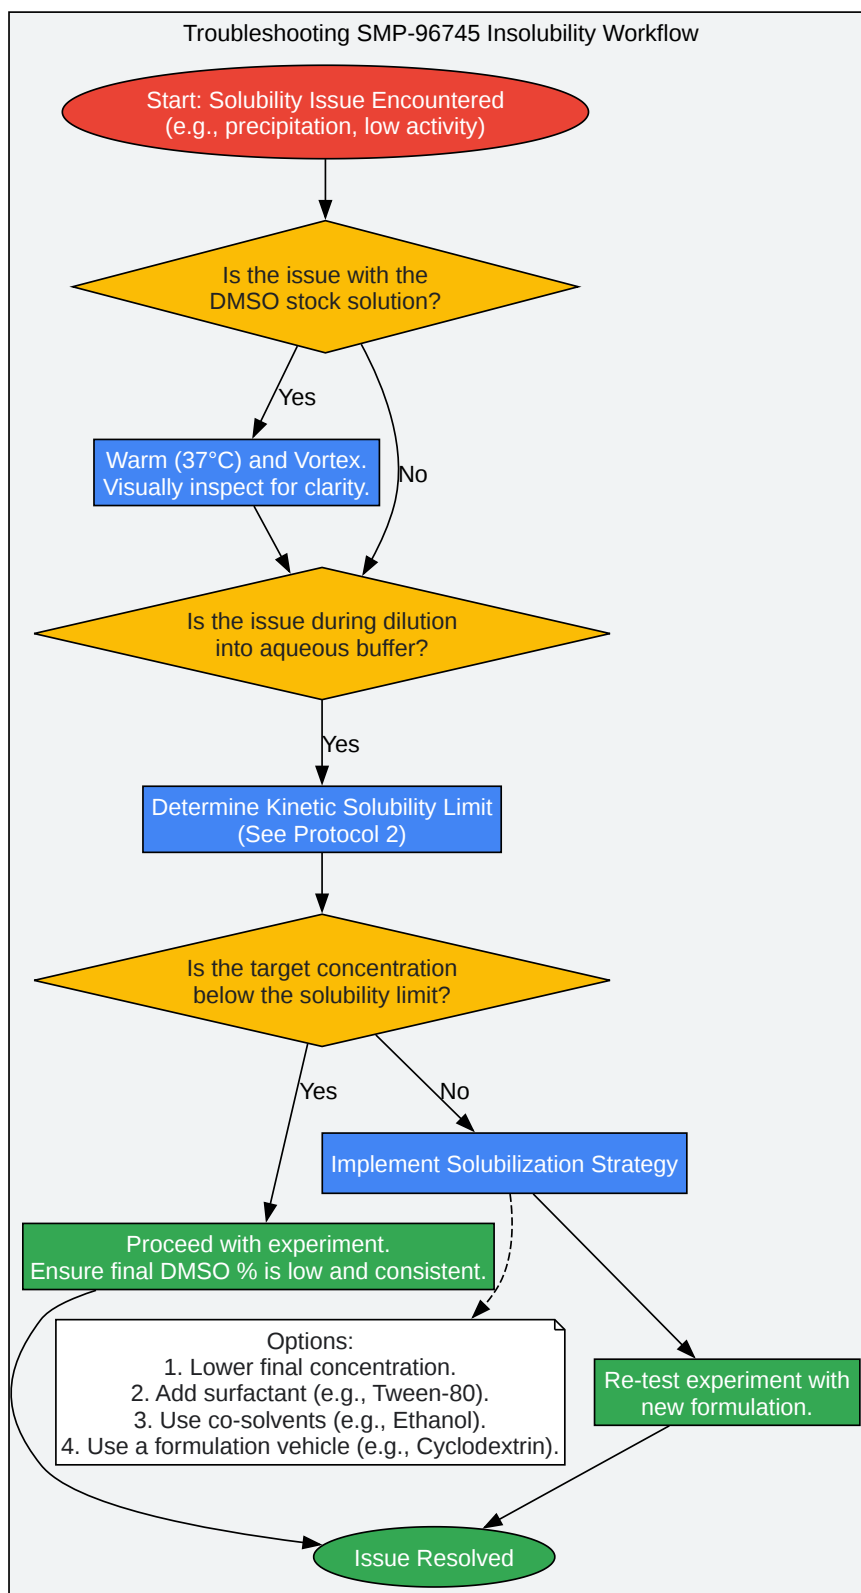 Troubleshooting SMP-96745 Insolubility Workflow
Start: Solubility Issue Encountered
(e.g., precipitation, low activity)
Is the issue with the
DMSO stock solution?
Yes
Warm (37°C) and Vortex.
Visually inspect for clarity.
No
Is the issue during dilution
into aqueous buffer?
Yes
Determine Kinetic Solubility Limit
(See Protocol 2)
Is the target concentration
below the solubility limit?
Yes
No
Implement Solubilization Strategy
Proceed with experiment.
Ensure final DMSO % is low and consistent.
Options:
1. Lower final concentration.
2. Add surfactant (e.g., Tween-80).
3. Use co-solvents (e.g., Ethanol).
4. Use a formulation vehicle (e.g., Cyclodextrin).
Re-test experiment with
new formulation.
Issue Resolved